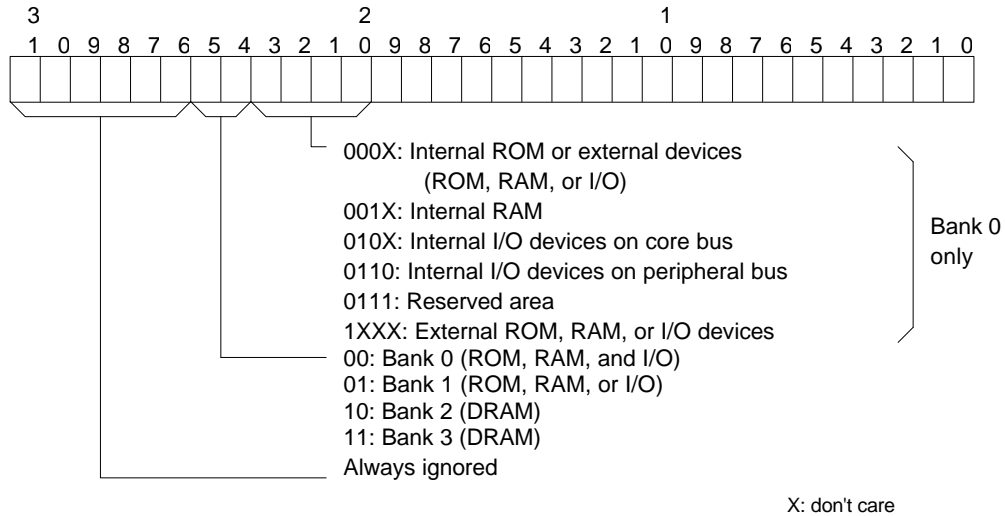 3 2 1
1 0 9 8 7 6 5 4 3 2 1 0 9 8 7 6 5 4 3 2 1 0 9 8 7 6 5 4 3 2 1 0
000X: Internal ROM or external devices
(ROM, RAM, or I/O)
001X: Internal RAM
010X: Internal I/O devices on core bus
0110: Internal I/O devices on peripheral bus
0111: Reserved area
1XXX: External ROM, RAM, or I/O devices
Bank 0
only
00: Bank 0 (ROM, RAM, and I/O)
01: Bank 1 (ROM, RAM, or I/O)
10: Bank 2 (DRAM)
11: Bank 3 (DRAM)
Always ignored
X: don't care